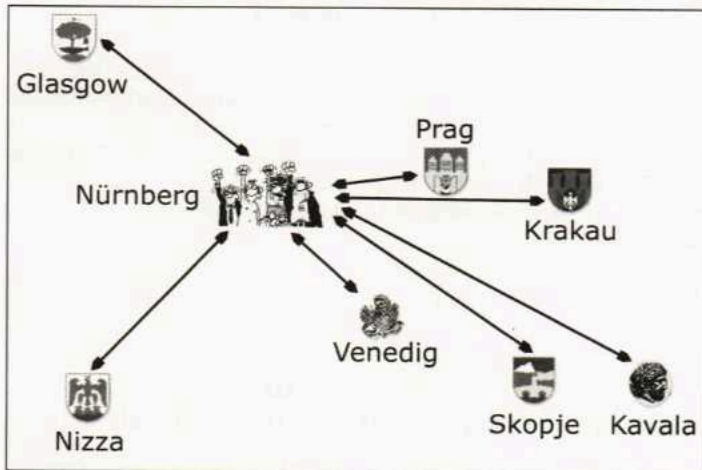 Glasgow
Prag
Nürnberg
Krakau
Venedig
Skopje
Kavala
Nizza